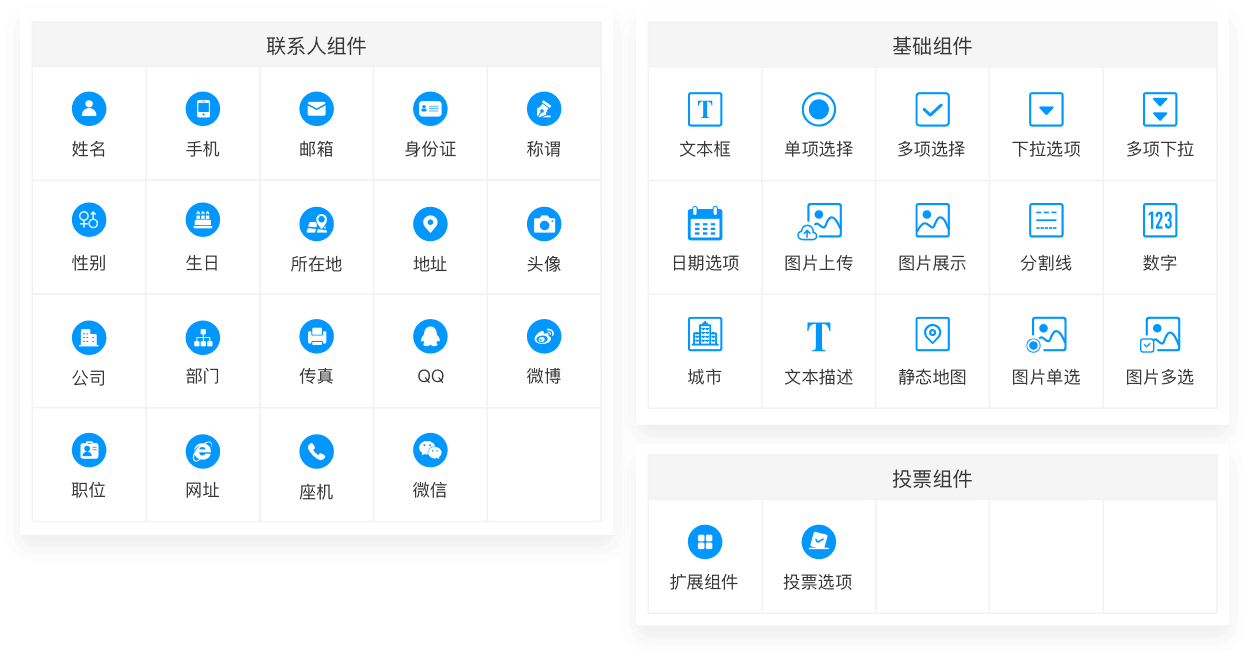 联系人组件
姓名 手机 邮箱 身份证 称谓
性别 生日 所在地 地址 头像
公司 部门 传真 QQ 微博
职位 网址 座机 微信
基础组件
T
文本框 单项选择 多项选择 下拉选项 多项下拉
123
日期选项 图片上传 图片展示 分割线 数字
T
城市 文本描述 静态地图 图片单选 图片多选
投票组件
扩展组件 投票选项